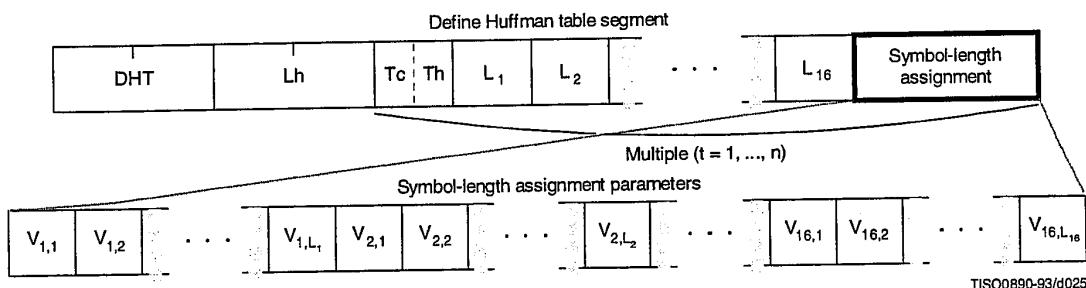 Define Huffman table segment
DHT Lh Tc Th L1 L2 . . . L16 Symbol-length assignment
Multiple (t = 1, ..., n)
Symbol-length assignment parameters
V1,1 V1,2 . . . V1,L1 V2,1 V2,2 . . . V2,L2 . . . V16,1 V16,2 . . . V16,L16
TISO0890-93/d025